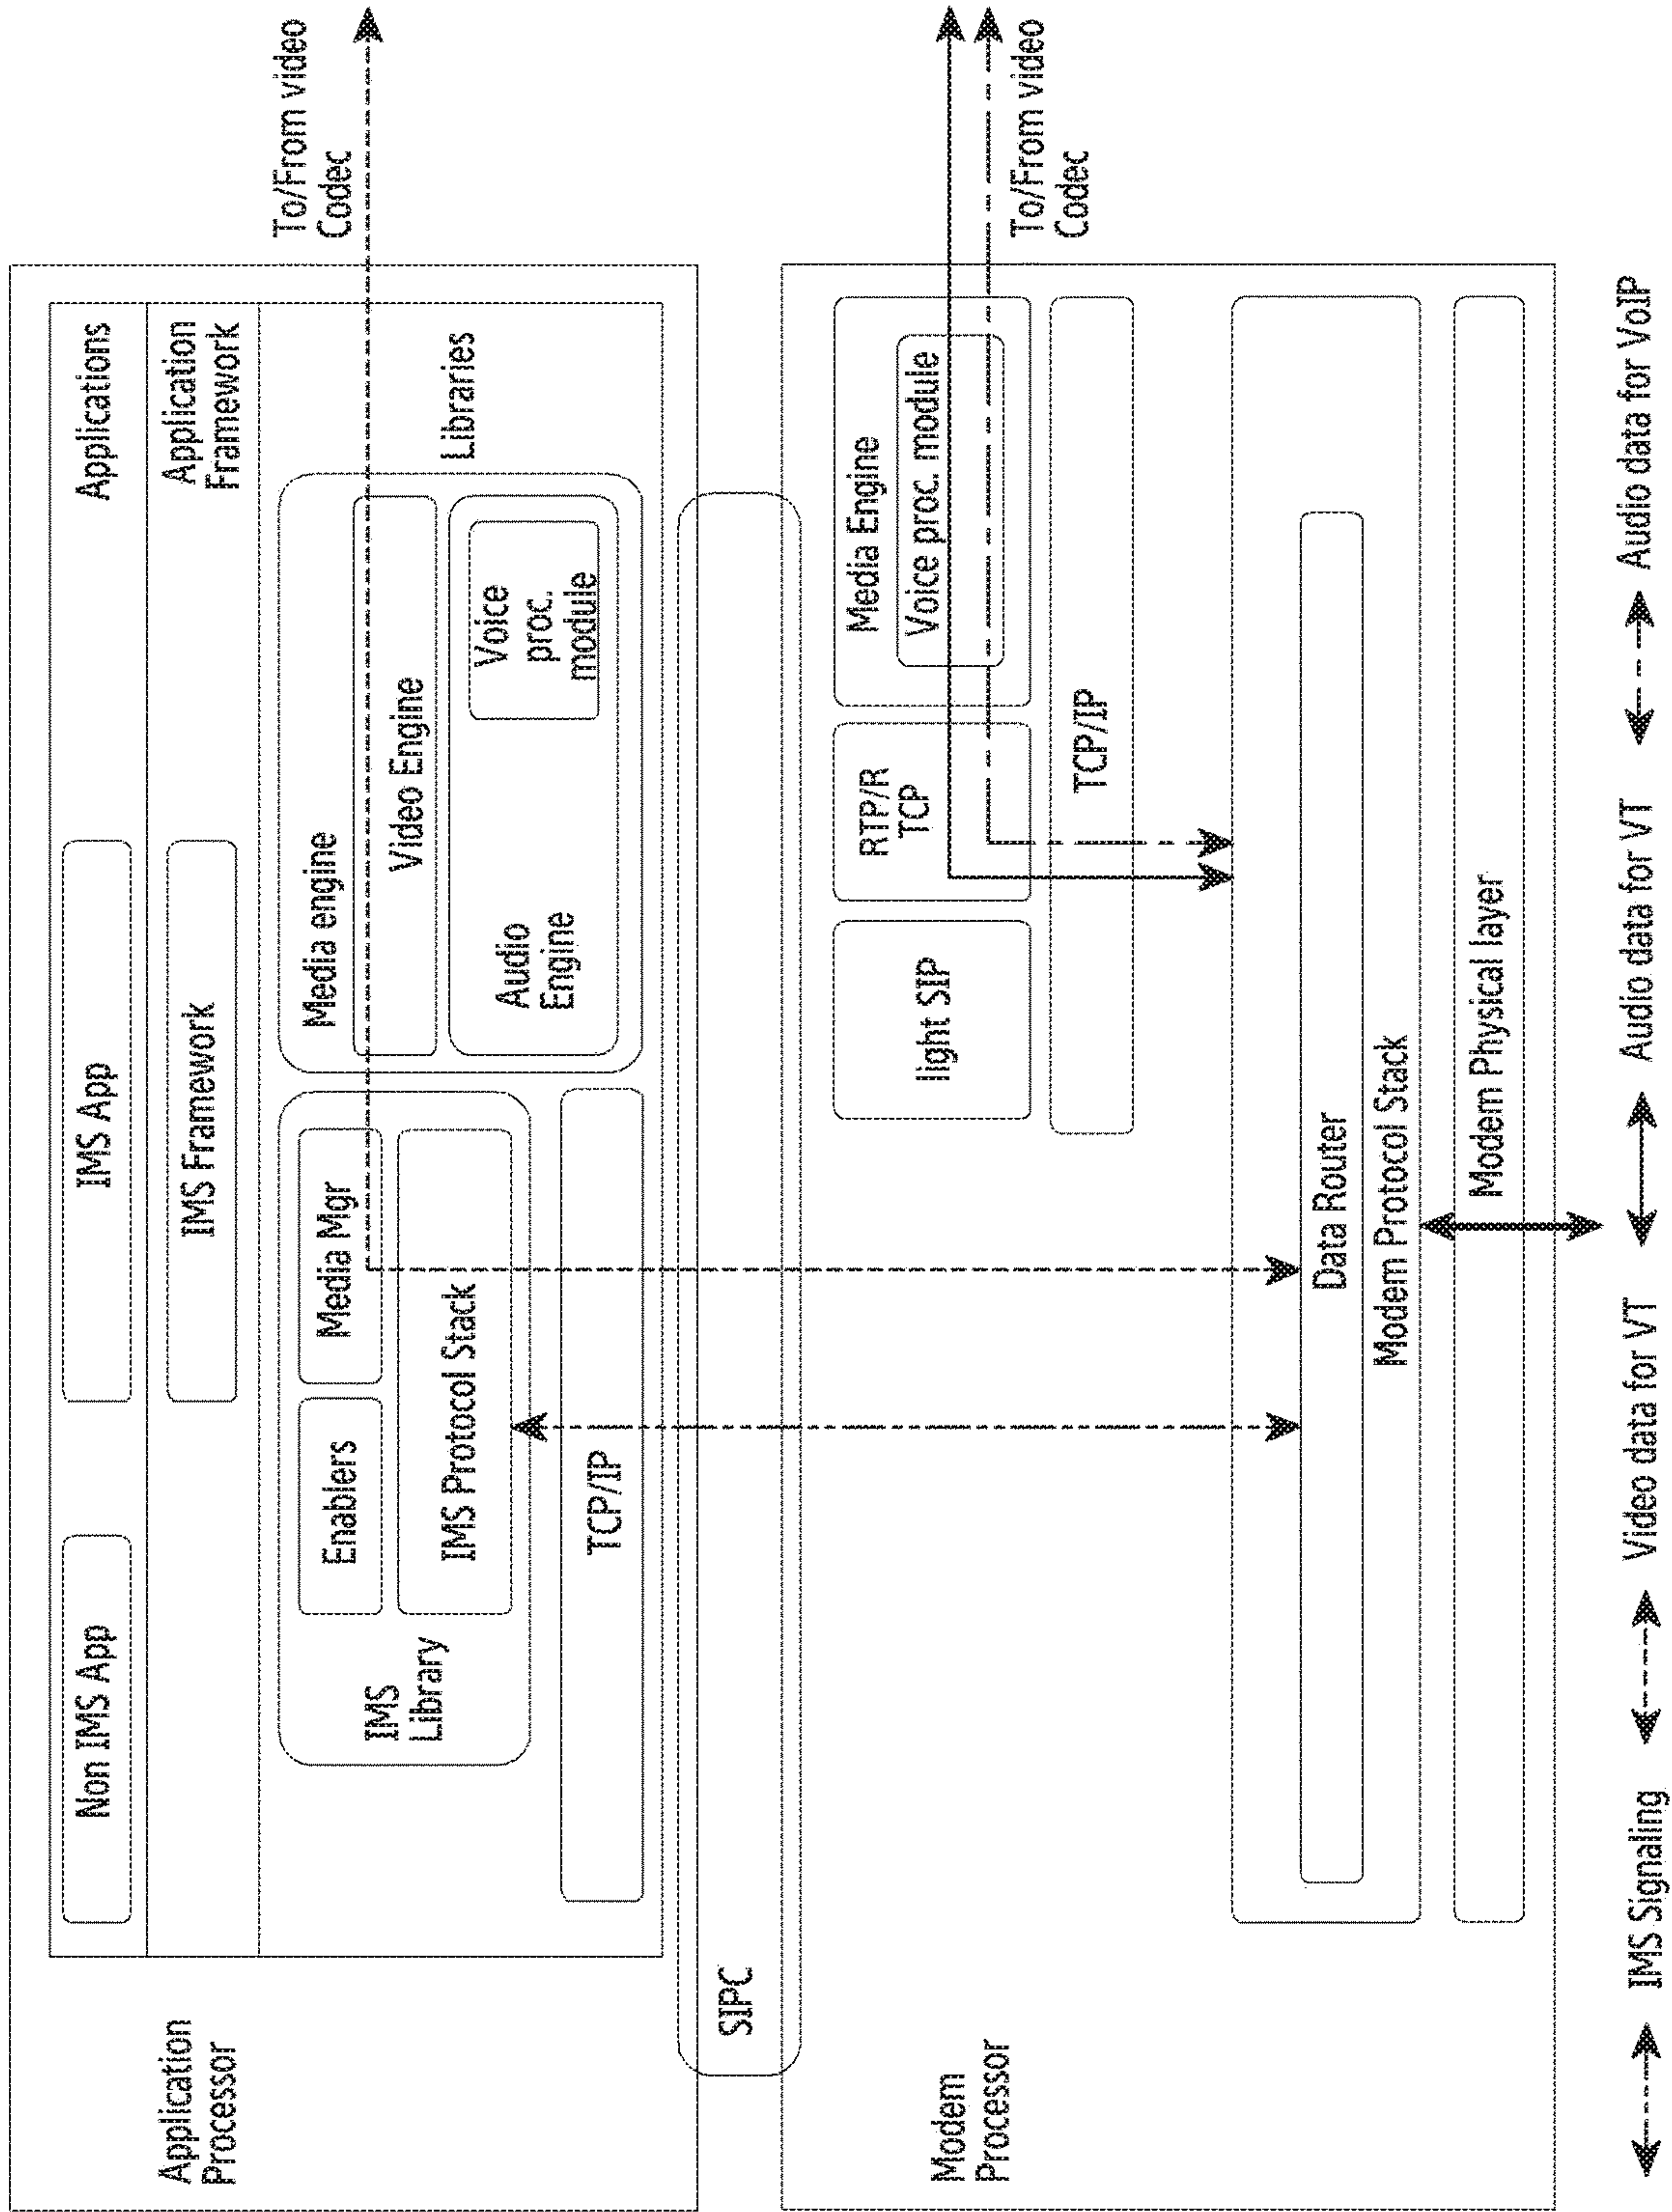 Application
Processor
Non IMS App
IMS App
Applications
IMS Framework
Application
Framework
IMS
Library
Enablers
Media Mgr
IMS Protocol Stack
TCP/IP
Media engine
Video Engine
Audio
Engine
Voice
proc.
module
Libraries
To/From video
Codec
SIPC
Modem
Processor
light SIP
RTP/R
TCP
Media Engine
Voice proc. module
TCP/IP
To/From video
Codec
Data Router
Modem Protocol Stack
Modem Physical layer
IMS Signaling
Video data for VT
Audio data for VT
Audio data for VoIP